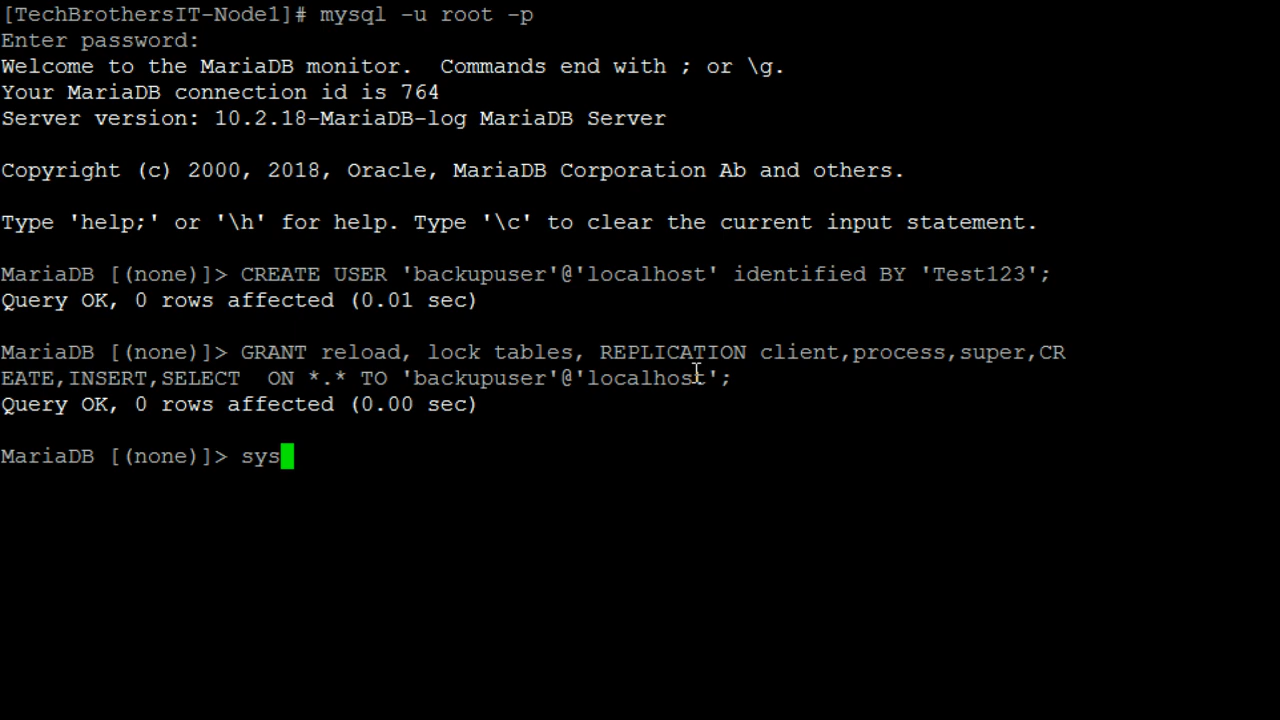 [TechBrothersIT-Node1]# mysql -u root -p
Enter password:
Welcome to the MariaDB monitor.  Commands end with ; or \g.
Your MariaDB connection id is 764
Server version: 10.2.18-MariaDB-log MariaDB Server
Copyright (c) 2000, 2018, Oracle, MariaDB Corporation Ab and others.
Type 'help;' or '\h' for help. Type '\c' to clear the current input statement.
MariaDB [(none)]> CREATE USER 'backupuser'@'localhost' identified BY 'Test123';
Query OK, 0 rows affected (0.01 sec)
MariaDB [(none)]> GRANT reload, lock tables, REPLICATION client,process,super,CR
EATE,INSERT,SELECT  ON *.* TO 'backupuser'@'localhost';
Query OK, 0 rows affected (0.00 sec)
MariaDB [(none)]> sys